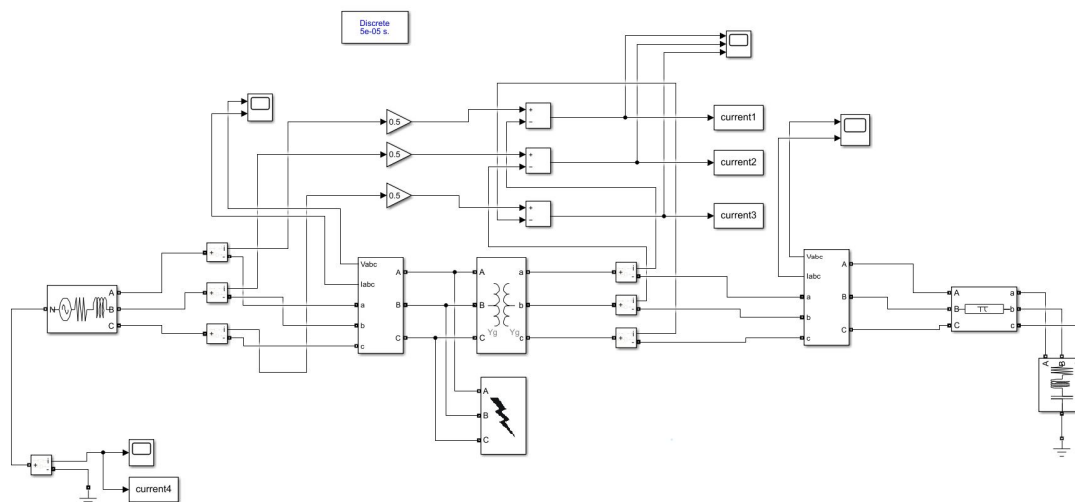 Discrete
5e-05 s.
0.5
+
−
current1
0.5
+
−
current2
0.5
+
−
current3
Vabc
Iabc
a
b
c
A
B
C
+
i
-
+
i
-
+
i
-
N
A
B
C
A
B
C
a
b
c
Yg
Yg
+
i
-
+
i
-
+
i
-
Vabc
Iabc
a
b
c
A
B
C
A
B
C
a
b
c
A
B
A
B
C
+
i
-
current4